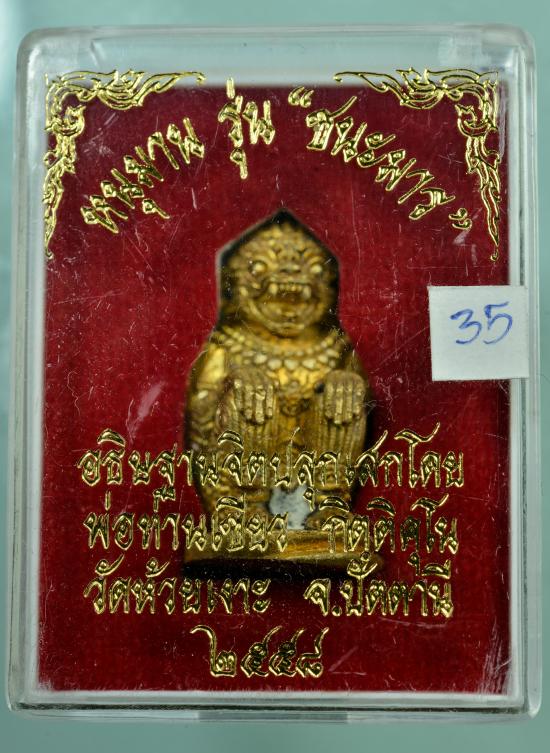 หนุมาน รุ่น "ชนะมาร"
35
อธิษฐานจิตปลุกเสกโดย
พ่อท่านเขียว กิตติคุโณ
วัดห้วยเงาะ จ.ปัตตานี
๒๕๕๘